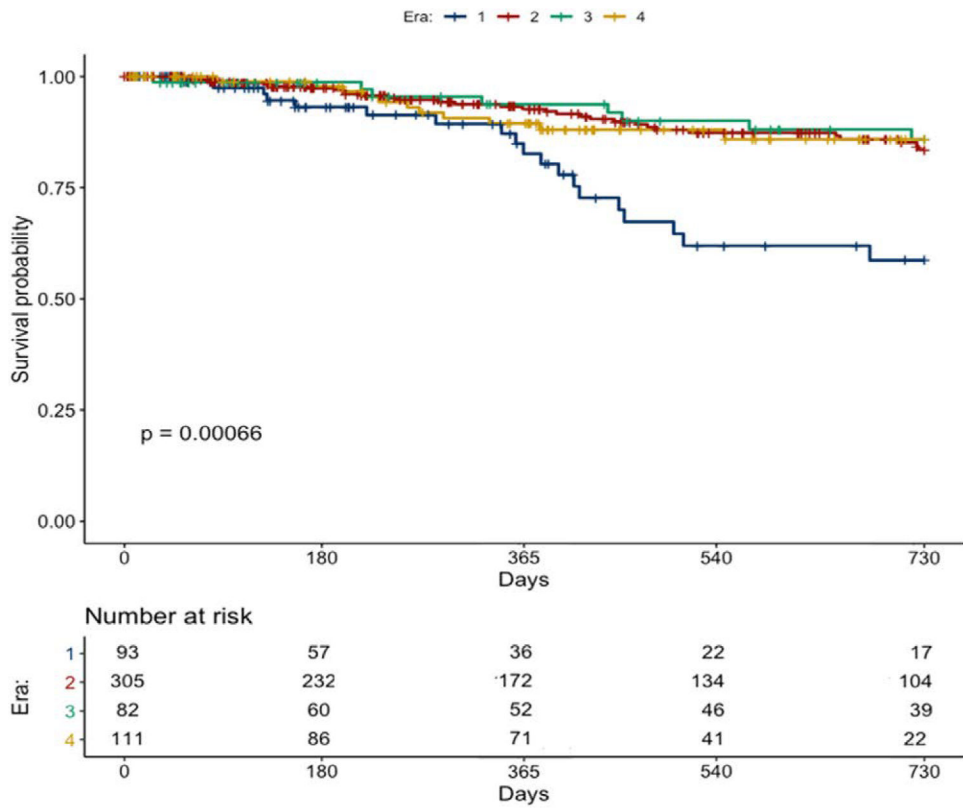 Era: 1 2 3 4
1.00
0.75
0.50
0.25
0.00
Survival probability
p = 0.00066
0 180 365 540 730
Days
Number at risk
Era:
1 93 57 36 22 17
2 305 232 172 134 104
3 82 60 52 46 39
4 111 86 71 41 22
0 180 365 540 730
Days